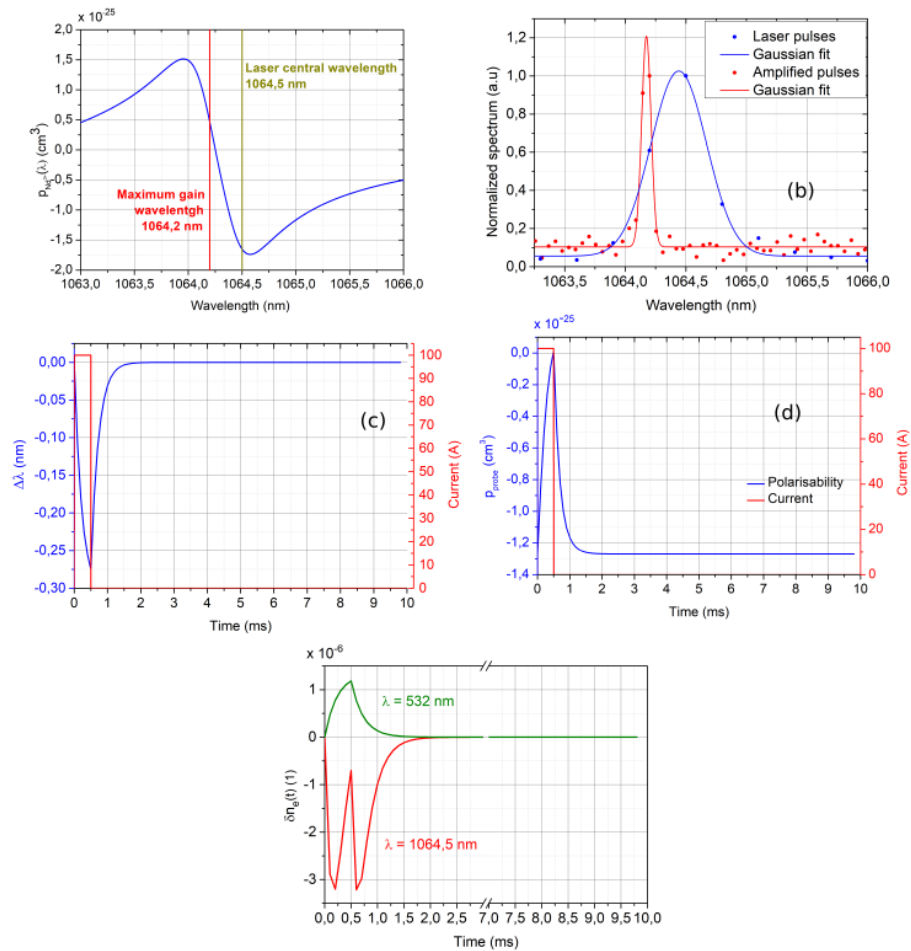 x 10^-25
2,0
1,5
1,0
0,5
0,0
-0,5
-1,0
-1,5
2,0
p_Nd³⁺(λ) (cm³)
Laser central wavelength
1064,5 nm
Maximum gain
wavelentgh
1064,2 nm
1063,0 1063,5 1064,0 1064,5 1065,0 1065,5 1066,0
Wavelength (nm)
1,2
1,0
0,8
0,6
0,4
0,2
0,0
Normalized spectrum (a.u)
Laser pulses
Gaussian fit
Amplified pulses
Gaussian fit
(b)
1063,5 1064,0 1064,5 1065,0 1065,5 1066,0
Wavelength (nm)
0,00
-0,05
-0,10
-0,15
-0,20
-0,25
-0,30
Δλ (nm)
(c)
100
90
80
70
60
50
40
30
20
10
0
Current (A)
0 1 2 3 4 5 6 7 8 9 10
Time (ms)
x 10^-25
0,0
-0,2
-0,4
-0,6
-0,8
-1,0
-1,2
-1,4
p_probe (cm³)
(d)
Polarisability
Current
100
80
60
40
20
0
Current (A)
0 1 2 3 4 5 6 7 8 9 10
Time (ms)
x 10^-6
1
0
-1
-2
-3
δn_e(t) (1)
λ = 532 nm
λ = 1064,5 nm
0,0 0,5 1,0 1,5 2,0 2,5 7,0 7,5 8,0 8,5 9,0 9,5 10,0
Time (ms)